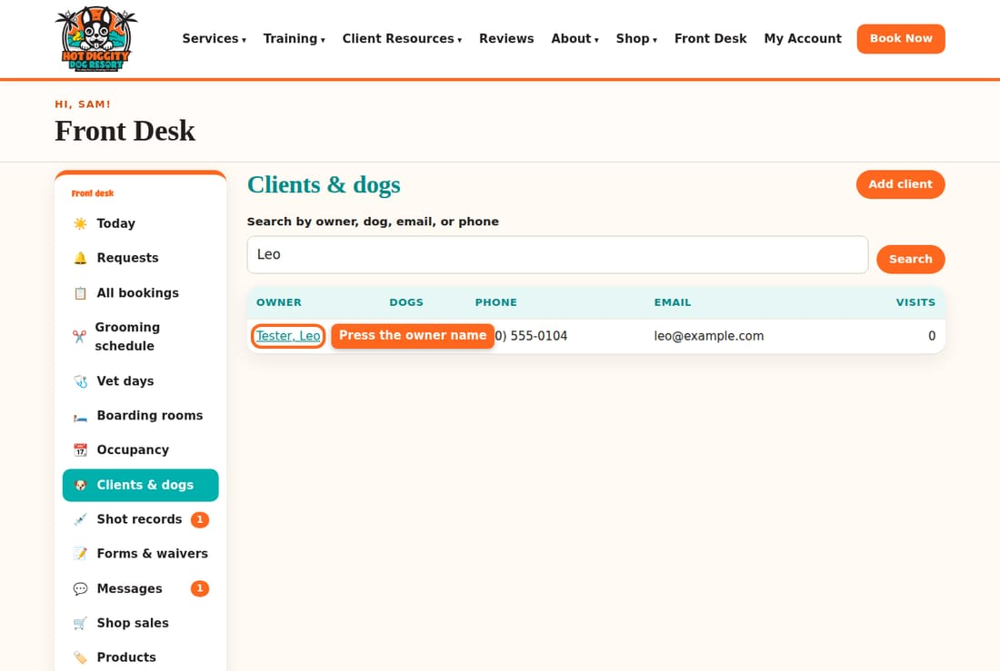 HOT DIGGITY
DOG RESORT
Services ▾ Training ▾ Client Resources ▾ Reviews About ▾ Shop ▾ Front Desk My Account Book Now
HI, SAM!
Front Desk
Front desk
Today
Requests
All bookings
Grooming
schedule
Vet days
Boarding rooms
Occupancy
Clients & dogs
Shot records 1
Forms & waivers
Messages 1
Shop sales
Products
Clients & dogs
Add client
Search by owner, dog, email, or phone
Leo
Search
OWNER DOGS PHONE EMAIL VISITS
Tester, Leo Press the owner name 0) 555-0104 leo@example.com 0